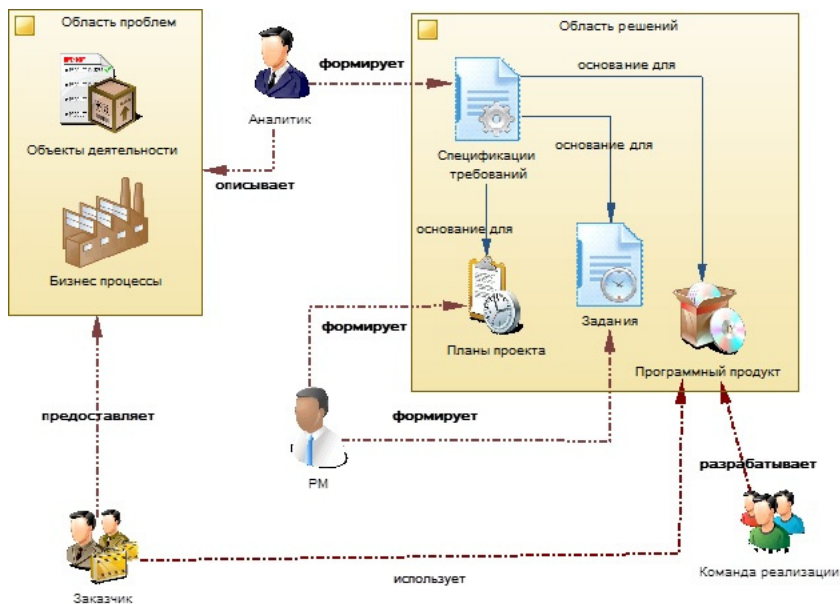 Область проблем
Область решений
формирует
основание для
Аналитик
Объекты деятельности
основание для
Спецификации
требований
описывает
основание для
Бизнес процессы
формирует
Задания
Планы проекта
Программный продукт
предоставляет
формирует
PM
разрабатывает
Команда реализации
использует
Заказчик